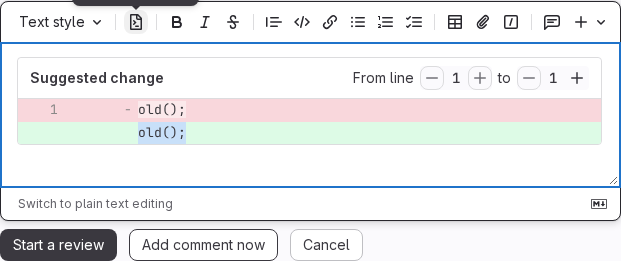 Text style
B I S
Suggested change
From line − 1 + to − 1 +
1 - old();
old();
Switch to plain text editing
M
Start a review
Add comment now
Cancel